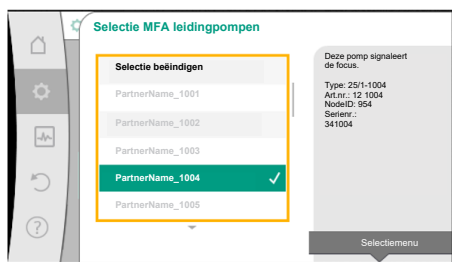 Selectie MFA leidingpompen
Selectie beëindigen
PartnerName_1001
PartnerName_1002
PartnerName_1003
PartnerName_1004
PartnerName_1005
Deze pomp signaleert
de focus.
Type: 25/1-1004
Art.nr.: 12 1004
NodeID: 954
Serienr.:
341004
Selectiemenu